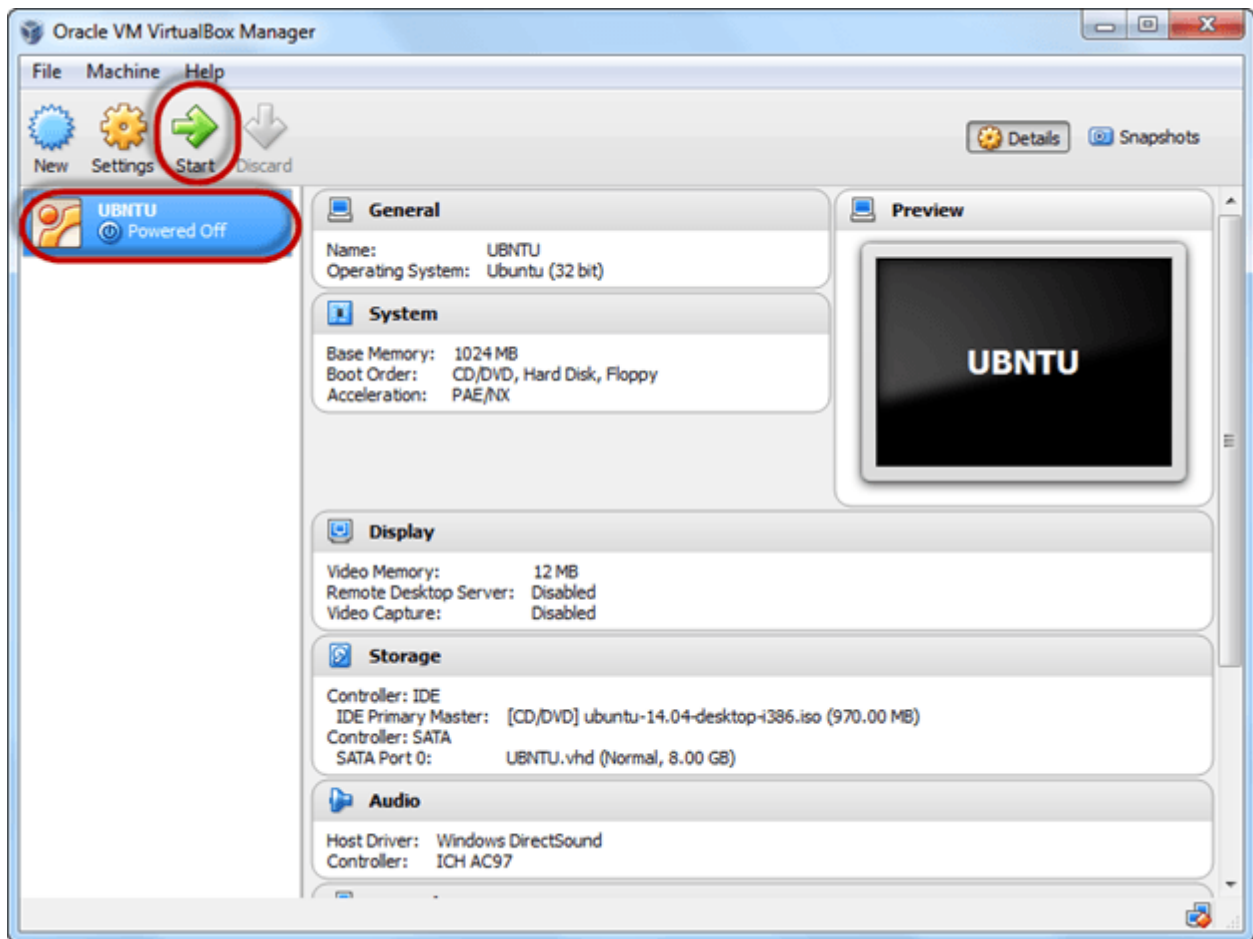 Oracle VM VirtualBox Manager
File Machine Help
New Settings Start Discard
Details Snapshots
UBNTU
Powered Off
General
Name: UBNTU
Operating System: Ubuntu (32 bit)
System
Base Memory: 1024 MB
Boot Order: CD/DVD, Hard Disk, Floppy
Acceleration: PAE/NX
Preview
UBNTU
Display
Video Memory: 12 MB
Remote Desktop Server: Disabled
Video Capture: Disabled
Storage
Controller: IDE
IDE Primary Master: [CD/DVD] ubuntu-14.04-desktop-i386.iso (970.00 MB)
Controller: SATA
SATA Port 0: UBNTU.vhd (Normal, 8.00 GB)
Audio
Host Driver: Windows DirectSound
Controller: ICH AC97